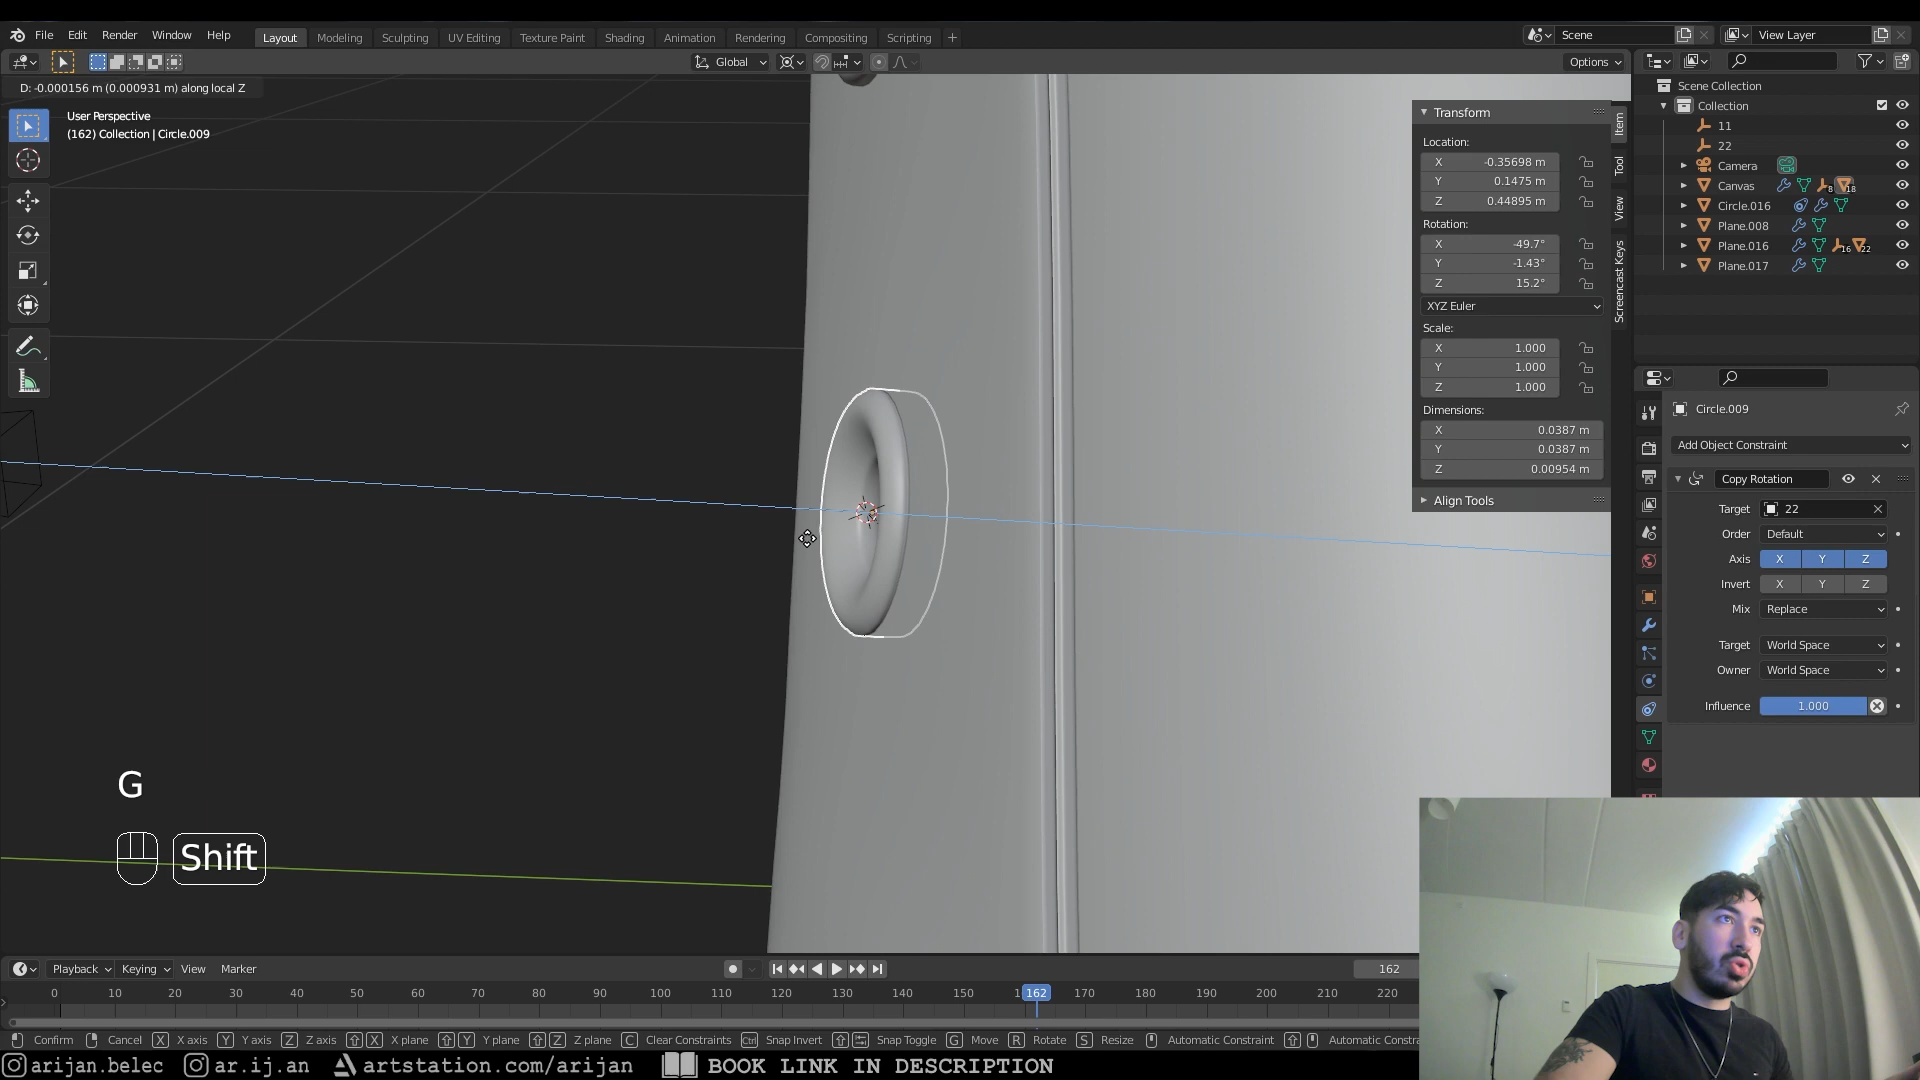 File Edit Render Window Help
Layout Modeling Sculpting UV Editing Texture Paint Shading Animation Rendering Compositing Scripting +
Scene
View Layer
Global
Options
D: -0.000156 m (0.000931 m) along local Z
User Perspective
(162) Collection | Circle.009
Transform
Location:
X -0.35698 m
Y 0.1475 m
Z 0.44895 m
Rotation:
X -49.7°
Y -1.43°
Z 15.2°
XYZ Euler
Scale:
X 1.000
Y 1.000
Z 1.000
Dimensions:
X 0.0387 m
Y 0.0387 m
Z 0.00954 m
Align Tools
Item
Tool
View
Screencast Keys
Scene Collection
Collection
11
22
Camera
Canvas 8 18
Circle.016
Plane.008
Plane.016 16 22
Plane.017
Circle.009
Add Object Constraint
Copy Rotation
Target 22
Order Default
Axis X Y Z
Invert X Y Z
Mix Replace
Target World Space
Owner World Space
Influence 1.000
G
Shift
Playback Keying View Marker
162
0 10 20 30 40 50 60 70 80 90 100 110 120 130 140 150 1 162 170 180 190 200 210 220
Confirm Cancel X X axis Y Y axis Z Z axis X X plane Y Y plane Z Z plane C Clear Constraints Ctrl Snap Invert Snap Toggle G Move R Rotate S Resize Automatic Constraint Automatic Constra
arijan.belec ar.ij.an artstation.com/arijan BOOK LINK IN DESCRIPTION